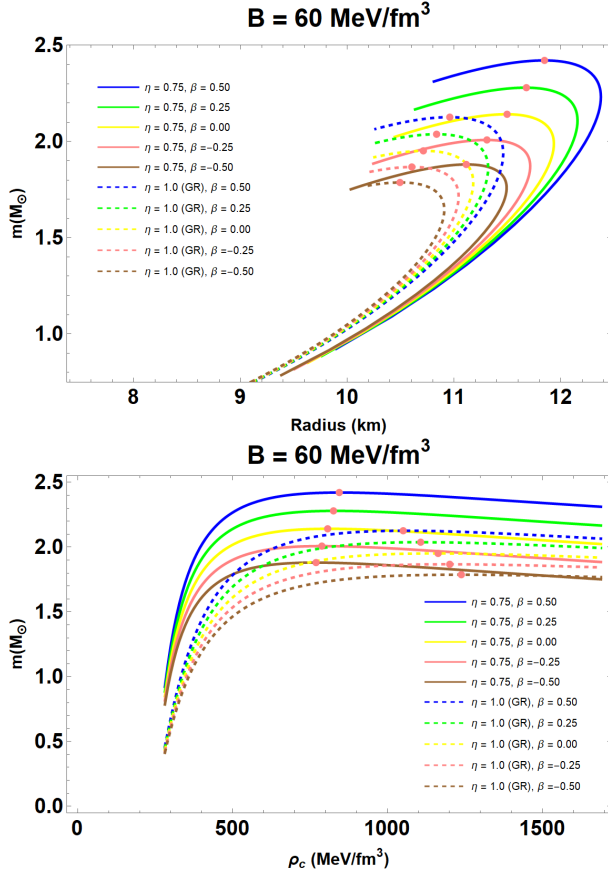 B = 60 MeV/fm³
m(M⊙)
2.5
2.0
1.5
1.0
η = 0.75, β = 0.50
η = 0.75, β = 0.25
η = 0.75, β = 0.00
η = 0.75, β =-0.25
η = 0.75, β =-0.50
η = 1.0 (GR), β = 0.50
η = 1.0 (GR), β = 0.25
η = 1.0 (GR), β = 0.00
η = 1.0 (GR), β =-0.25
η = 1.0 (GR), β =-0.50
8 9 10 11 12
Radius (km)
B = 60 MeV/fm³
m(M⊙)
2.5
2.0
1.5
1.0
0.5
0.0
η = 0.75, β = 0.50
η = 0.75, β = 0.25
η = 0.75, β = 0.00
η = 0.75, β =-0.25
η = 0.75, β =-0.50
η = 1.0 (GR), β = 0.50
η = 1.0 (GR), β = 0.25
η = 1.0 (GR), β = 0.00
η = 1.0 (GR), β =-0.25
η = 1.0 (GR), β =-0.50
0 500 1000 1500
ρc (MeV/fm³)